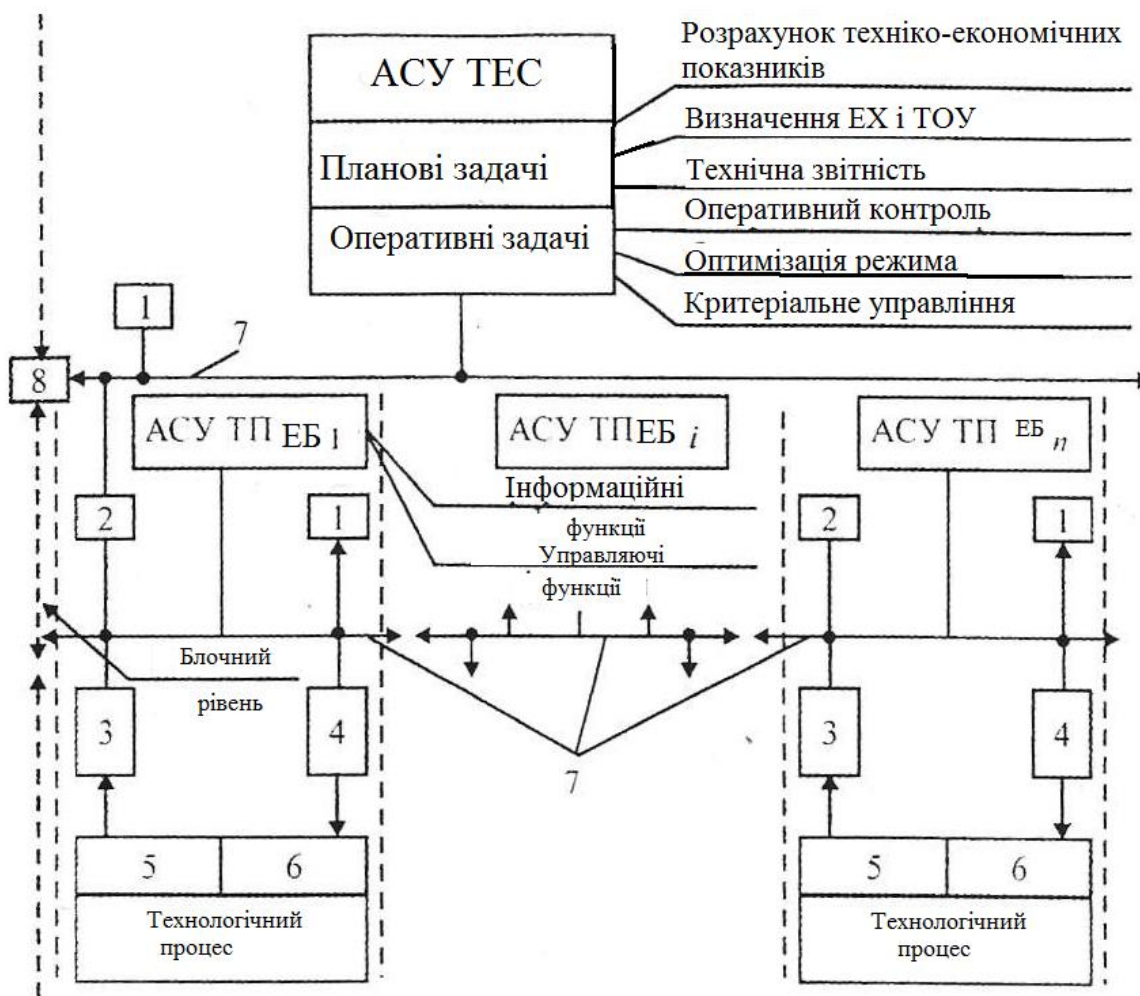 АСУ ТЕС
Планові задачі
Оперативні задачі
Розрахунок техніко-економічних
показників
Визначення ЕХ і ТОУ
Технічна звітність
Оперативний контроль
Оптимізація режима
Критеріальне управління
1
7
8
АСУ ТП ЕБ 1
АСУ ТП ЕБ i
АСУ ТП ЕБ n
Інформаційні
функції
Управляючі
функції
2
1
2
1
Блочний
рівень
3
4
7
3
4
5
6
Технологічний
процес
5
6
Технологічний
процес